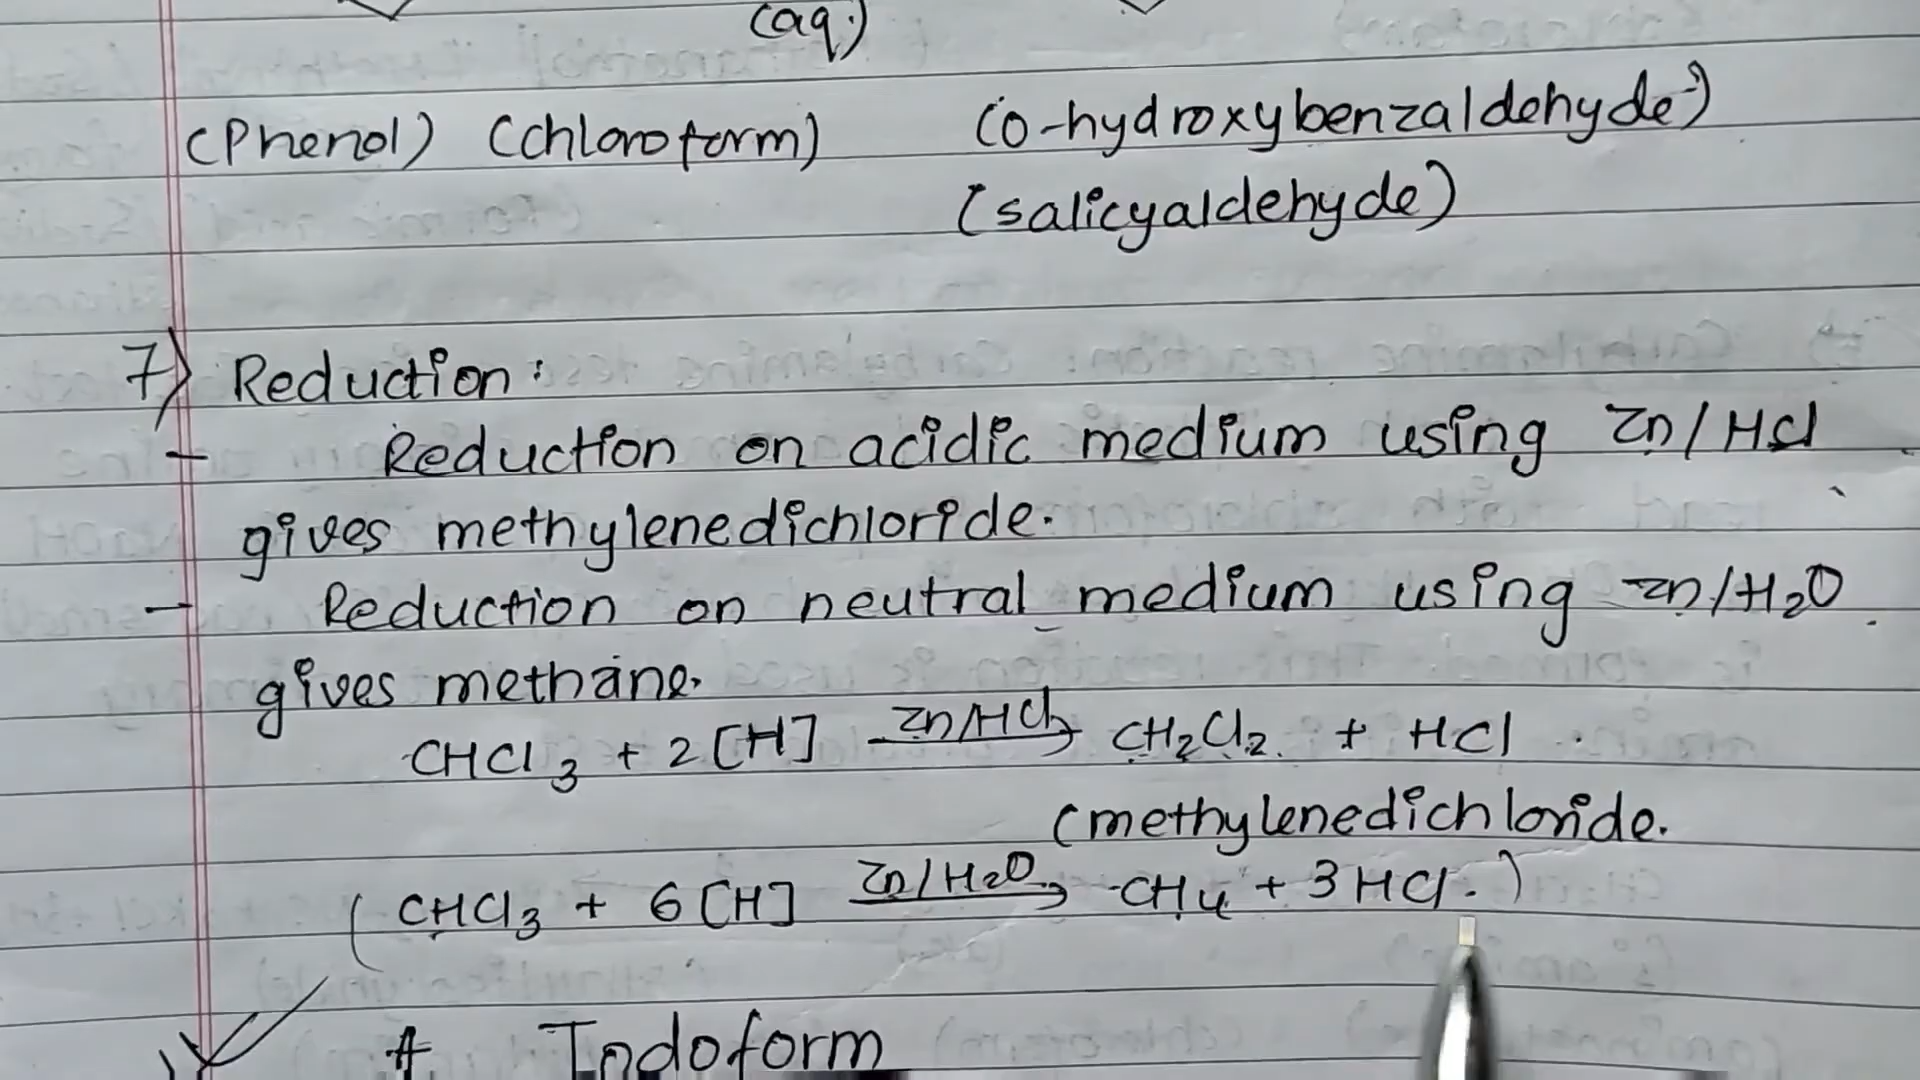 (aq.)
(Phenol) (chloroform) (o-hydroxybenzaldehyde)
(salicyaldehyde)
7) Reduction:
- Reduction on acidic medium using Zn/HCl
gives methylenedichloride.
- Reduction on neutral medium using Zn/H₂O
gives methane.
CHCl₃ + 2[H] Zn/HCl→ CH₂Cl₂ + HCl
(methylenedichloride.
(CHCl₃ + 6[H] Zn/H₂O→ CH₄ + 3HCl.)
# Iodoform